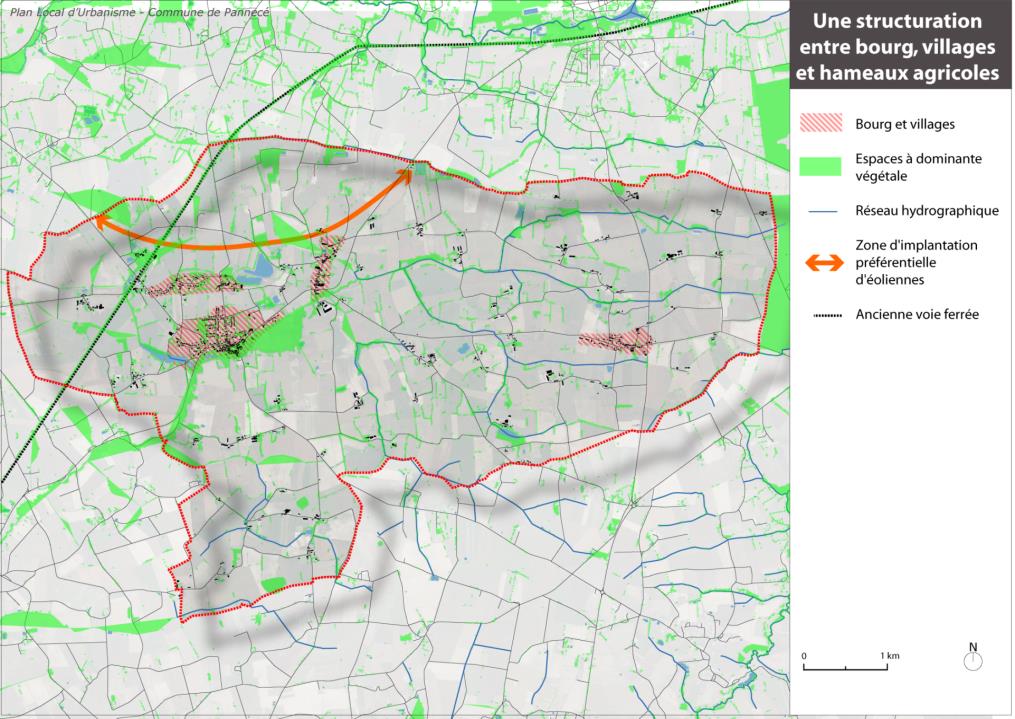 Plan Local d'Urbanisme - Commune de Pannecé
Une structuration
entre bourg, villages
et hameaux agricoles
Bourg et villages
Espaces à dominante
végétale
Réseau hydrographique
Zone d'implantation
préférentielle
d'éoliennes
Ancienne voie ferrée
0 1 km
N